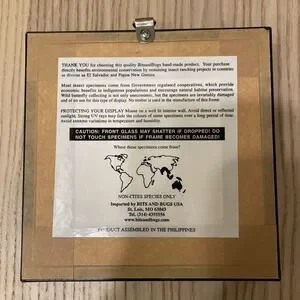 THANK YOU for choosing this quality BitsandBugs hand made product. Your purchase
directly benefits environmental conservation by sustaining insect ranching projects in countries
as diverse as El Salvador and Papua New Guinea.
Most insect specimens come from Government regulated cooperatives, which provide
economic benefits to indigenous populations and encourages natural habitat preservation.
Wild butterfly collecting is not only uneconomic, but the specimens are invariably damaged
and of no use for this type of display. No timber is used in the manufacture of this frame.
PROTECTING YOUR DISPLAY Mount on a wall in interior. Avoid direct or reflected
sunlight. Strong UV rays may fade the colours of some specimens over a long period of time.
Avoid extreme variations in temperature and humidity.
CAUTION: FRONT GLASS MAY SHATTER IF DROPPED! DO
NOT TOUCH SPECIMENS IF FRAME BECOMES DAMAGED!
Where these specimens come from?
NON-CITES SPECIES ONLY
Imported by BITS AND BUGS USA
St. Luis, MO 63043
Tel. (314)
www.bitsandbugs.com
PRODUCT ASSEMBLED IN THE PHILIPPINES